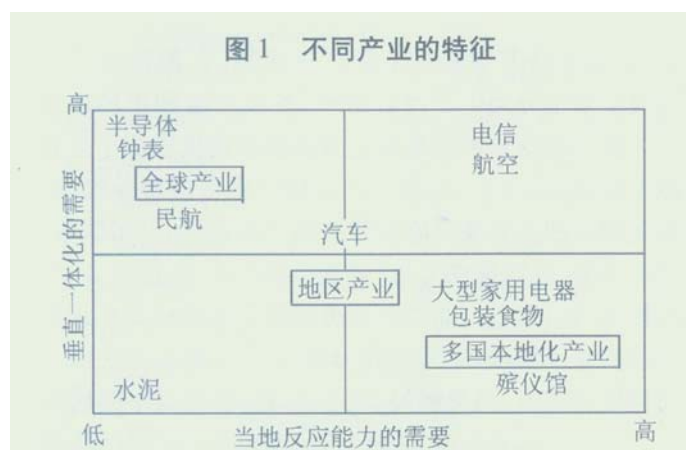 图1 不同产业的特征
高
半导体
钟表
全球产业
民航
电信
航空
汽车
垂直一体化的需要
地区产业
大型家用电器
包装食物
多国本地化产业
殡仪馆
水泥
低
当地反应能力的需要
高